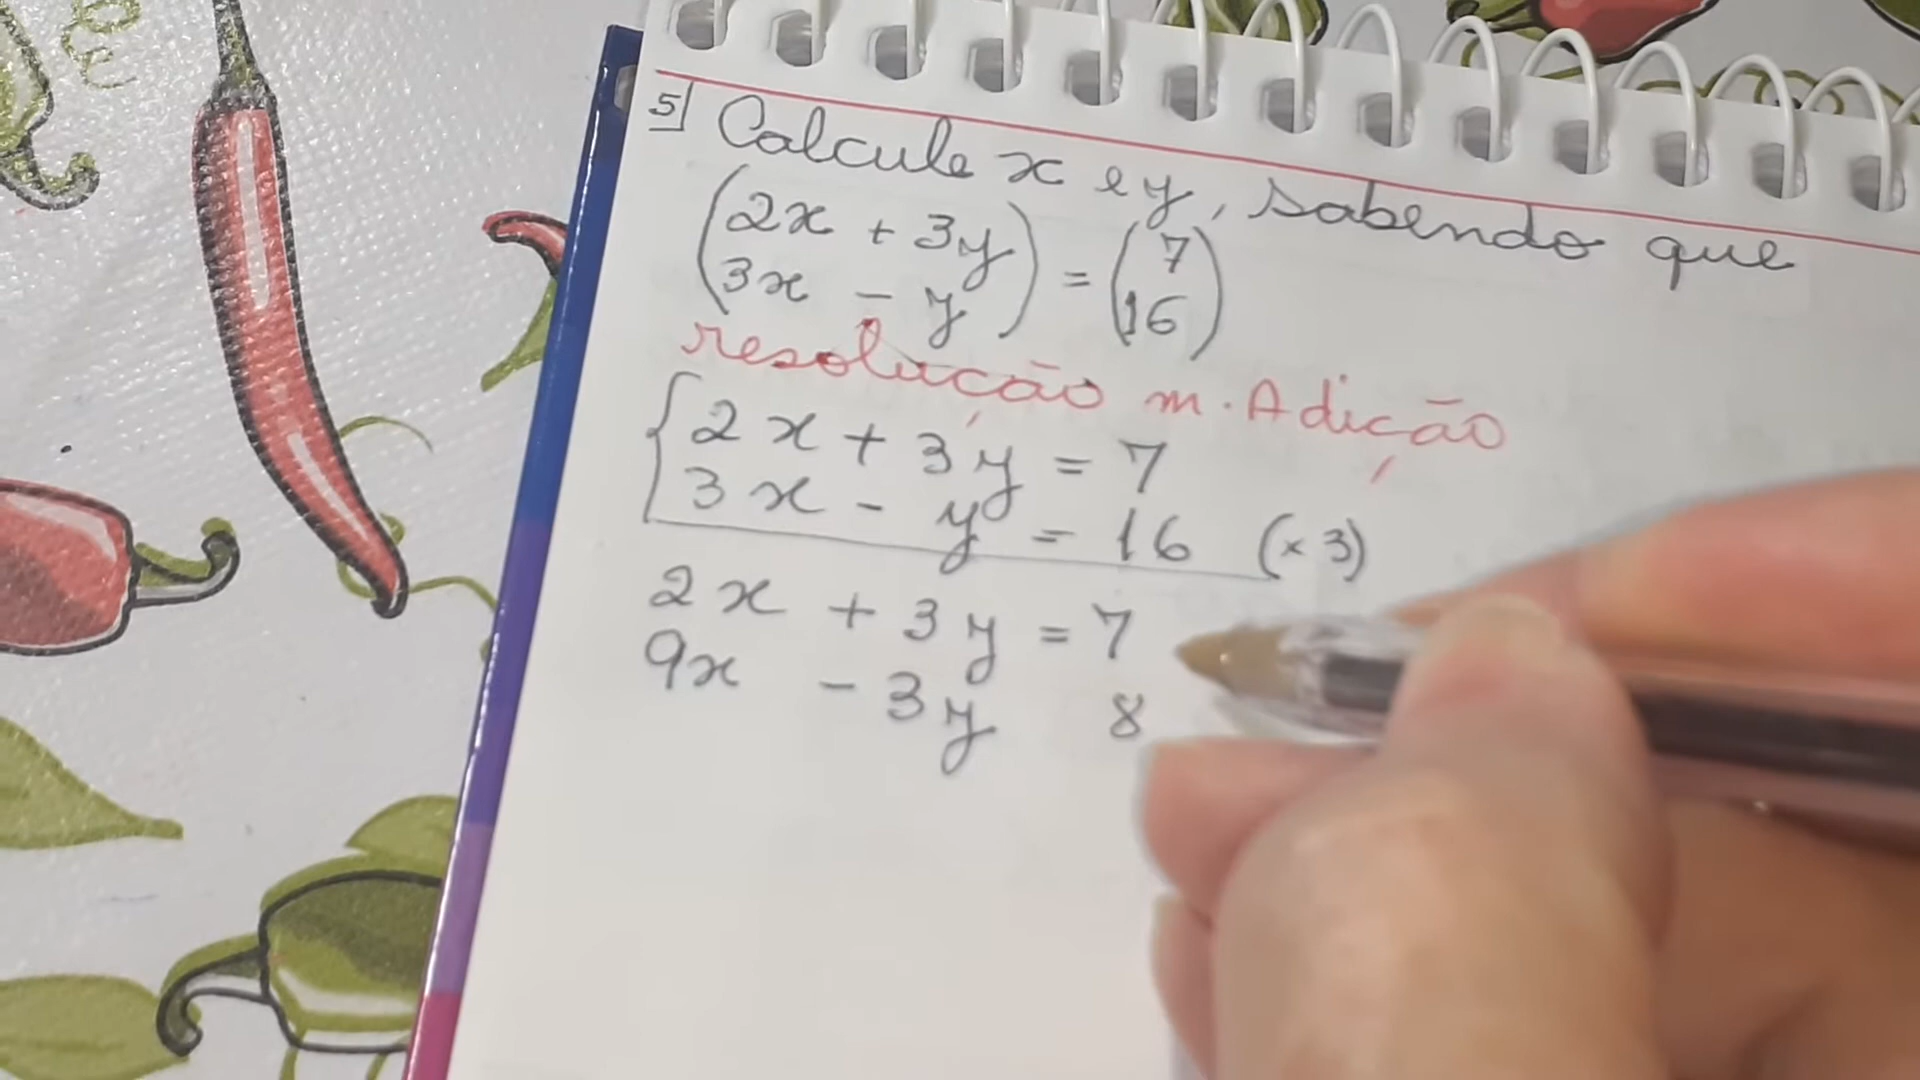 5 Calcule x e y, sabendo que
(2x + 3y) = (7)
(3x - y) (16)
resolução m. Adição
{2x + 3y = 7
3x - y = 16 (x 3)
2x + 3y = 7
9x - 3y 8